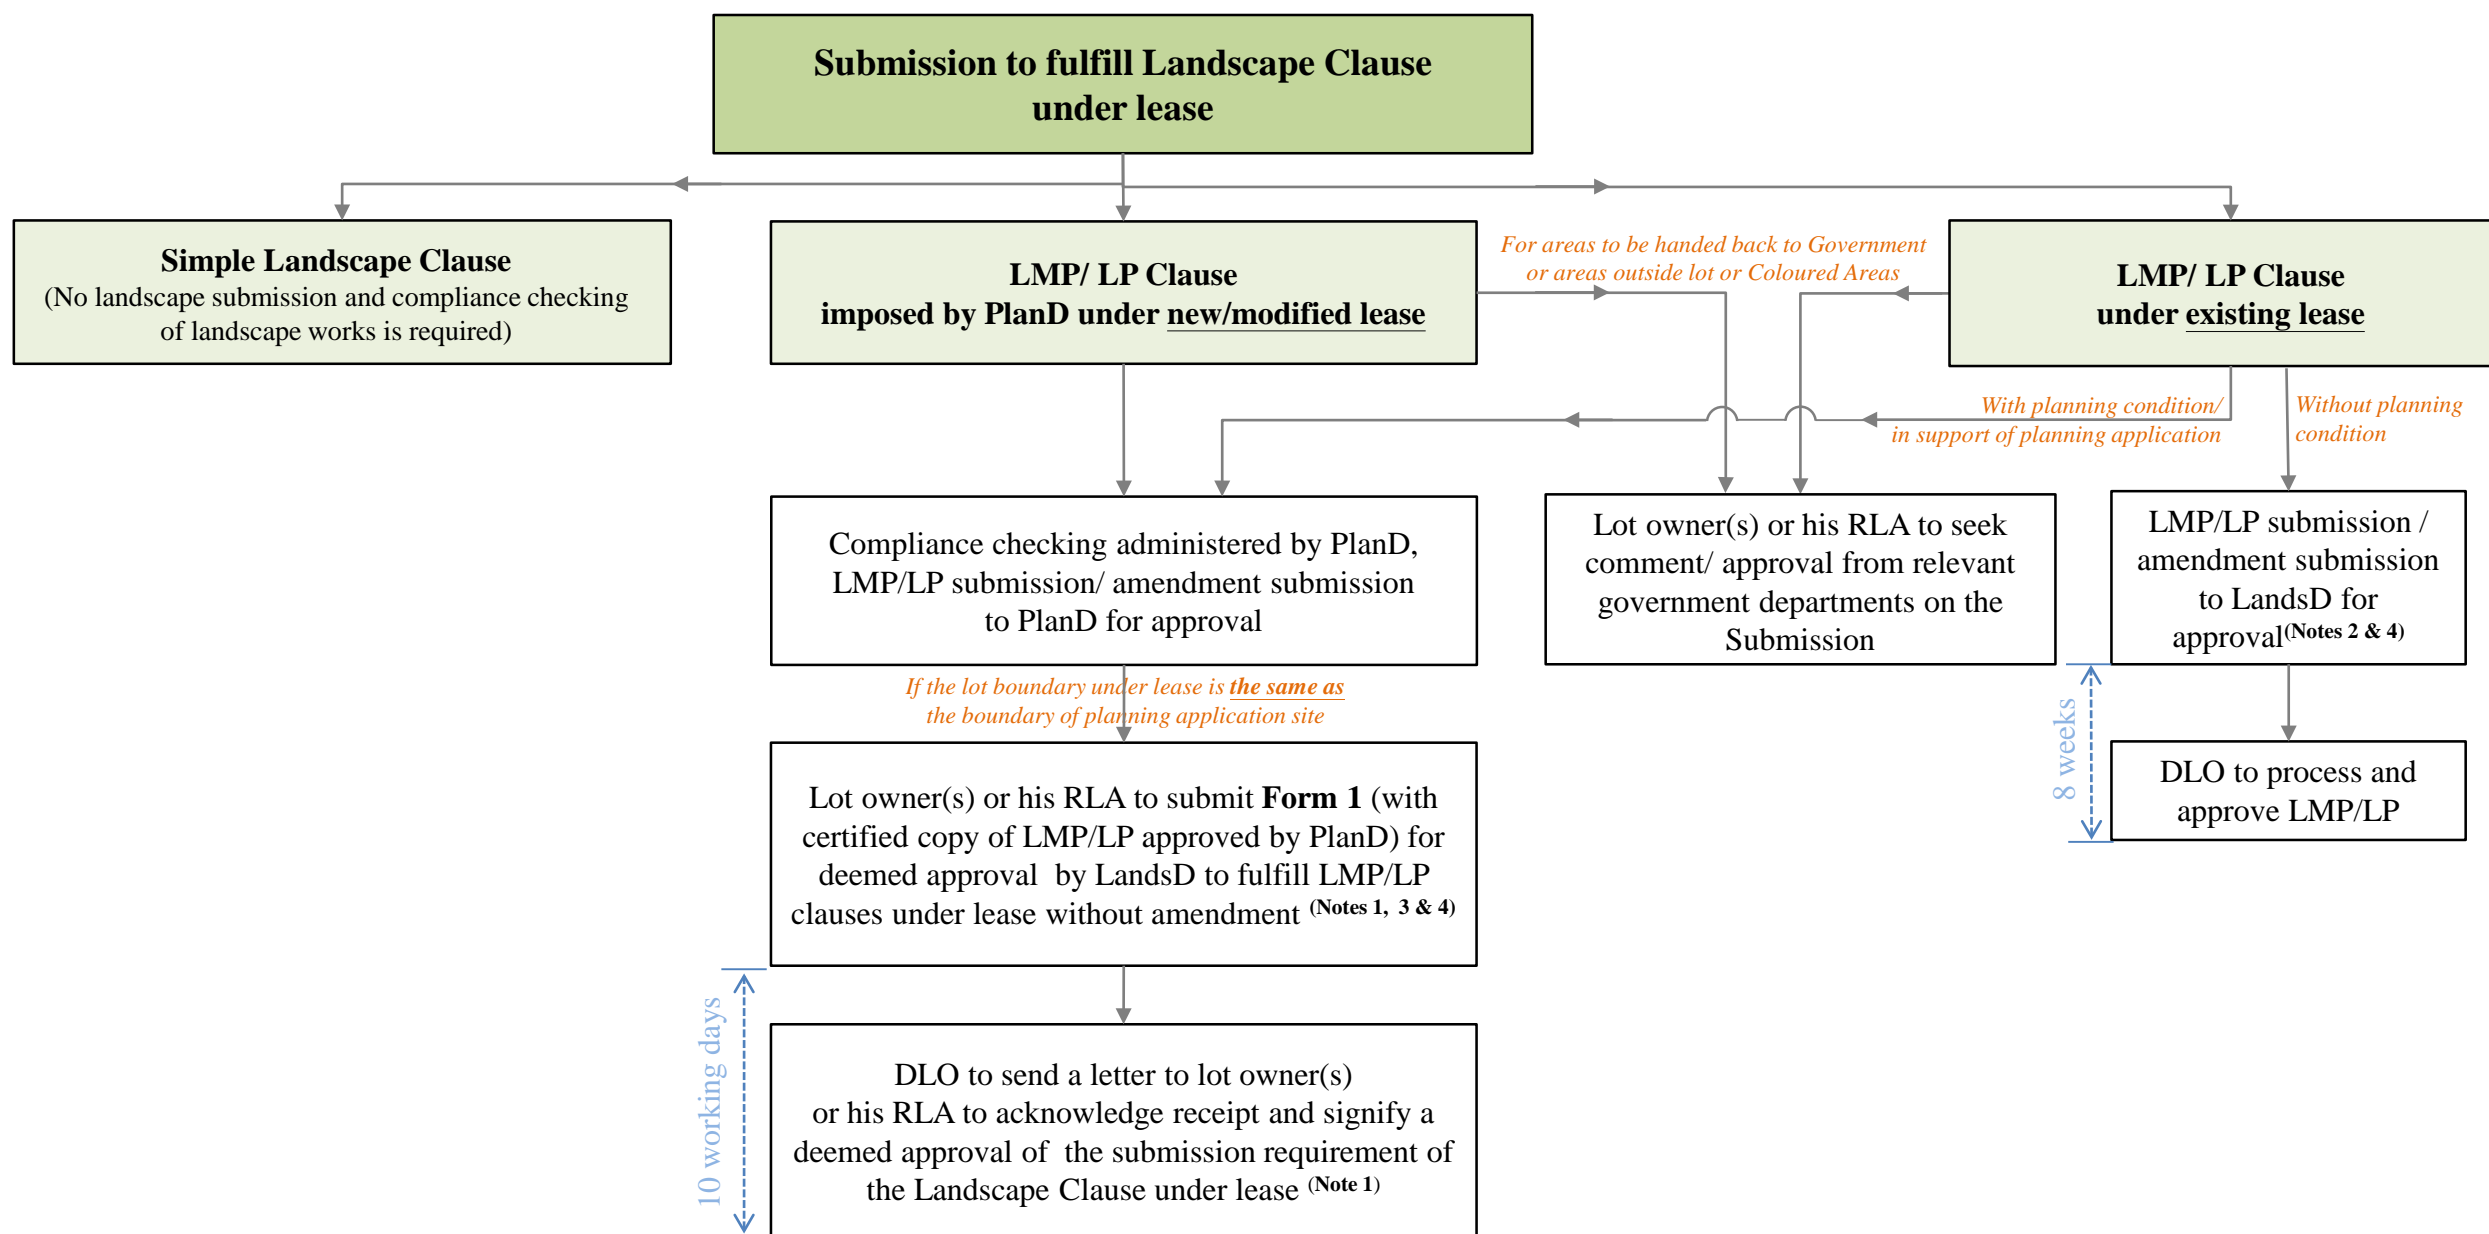 Submission to fulfill Landscape Clause
under lease
Simple Landscape Clause
(No landscape submission and compliance checking
of landscape works is required)
LMP/ LP Clause
imposed by PlanD under new/modified lease
For areas to be handed back to Government
or areas outside lot or Coloured Areas
LMP/ LP Clause
under existing lease
With planning condition/
in support of planning application
Without planning
condition
Compliance checking administered by PlanD,
LMP/LP submission/ amendment submission
to PlanD for approval
Lot owner(s) or his RLA to seek
comment/ approval from relevant
government departments on the
Submission
LMP/LP submission /
amendment submission
to LandsD for
approval(Notes 2 & 4)
If the lot boundary under lease is the same as
the boundary of planning application site
8 weeks
DLO to process and
approve LMP/LP
Lot owner(s) or his RLA to submit Form 1 (with
certified copy of LMP/LP approved by PlanD) for
deemed approval by LandsD to fulfill LMP/LP
clauses under lease without amendment (Notes 1, 3 & 4)
10 working days
DLO to send a letter to lot owner(s)
or his RLA to acknowledge receipt and signify a
deemed approval of the submission requirement of
the Landscape Clause under lease (Note 1)